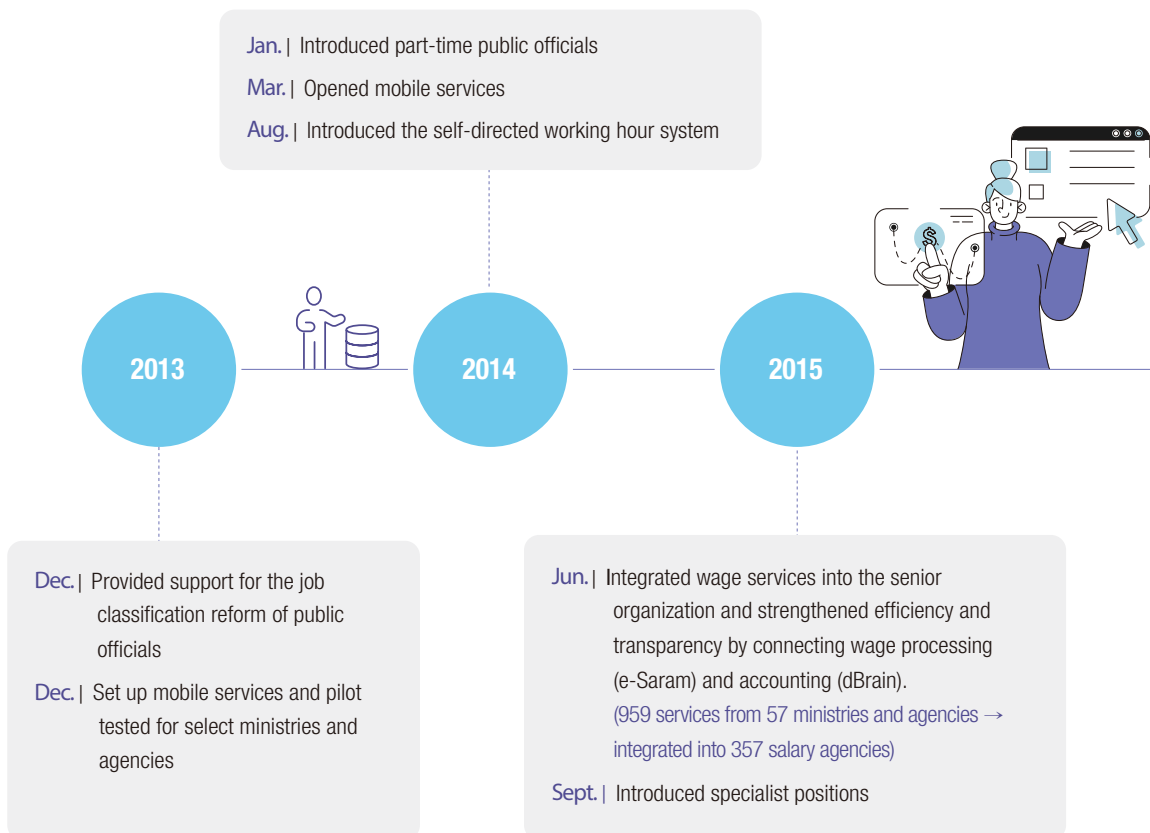 Jan. | Introduced part-time public officials
Mar. | Opened mobile services
Aug. | Introduced the self-directed working hour system
$
2013
2014
2015
Dec. | Provided support for the job
classification reform of public
officials
Dec. | Set up mobile services and pilot
tested for select ministries and
agencies
Jun. | Integrated wage services into the senior
organization and strengthened efficiency and
transparency by connecting wage processing
(e-Saram) and accounting (dBrain).
(959 services from 57 ministries and agencies →
integrated into 357 salary agencies)
Sept. | Introduced specialist positions